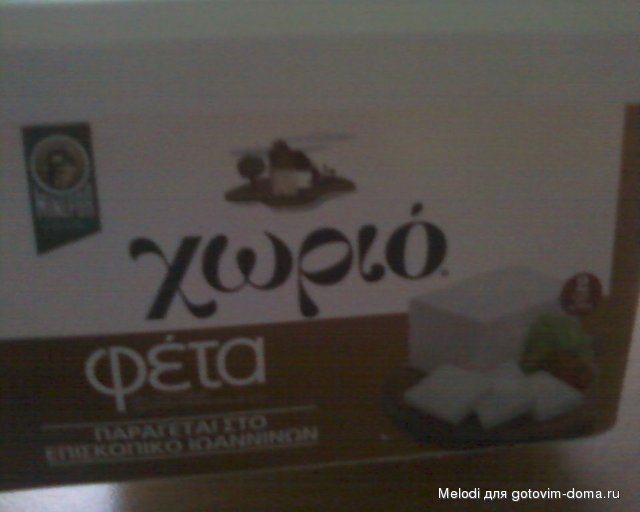 χωριό
φέτα
ΠΑΡΑΓΕΤΑΙ ΣΤΟ
ΕΠΙΣΚΟΠΙΚΟ ΙΩΑΝΝΙΝΩΝ
Melodi для gotovim-doma.ru